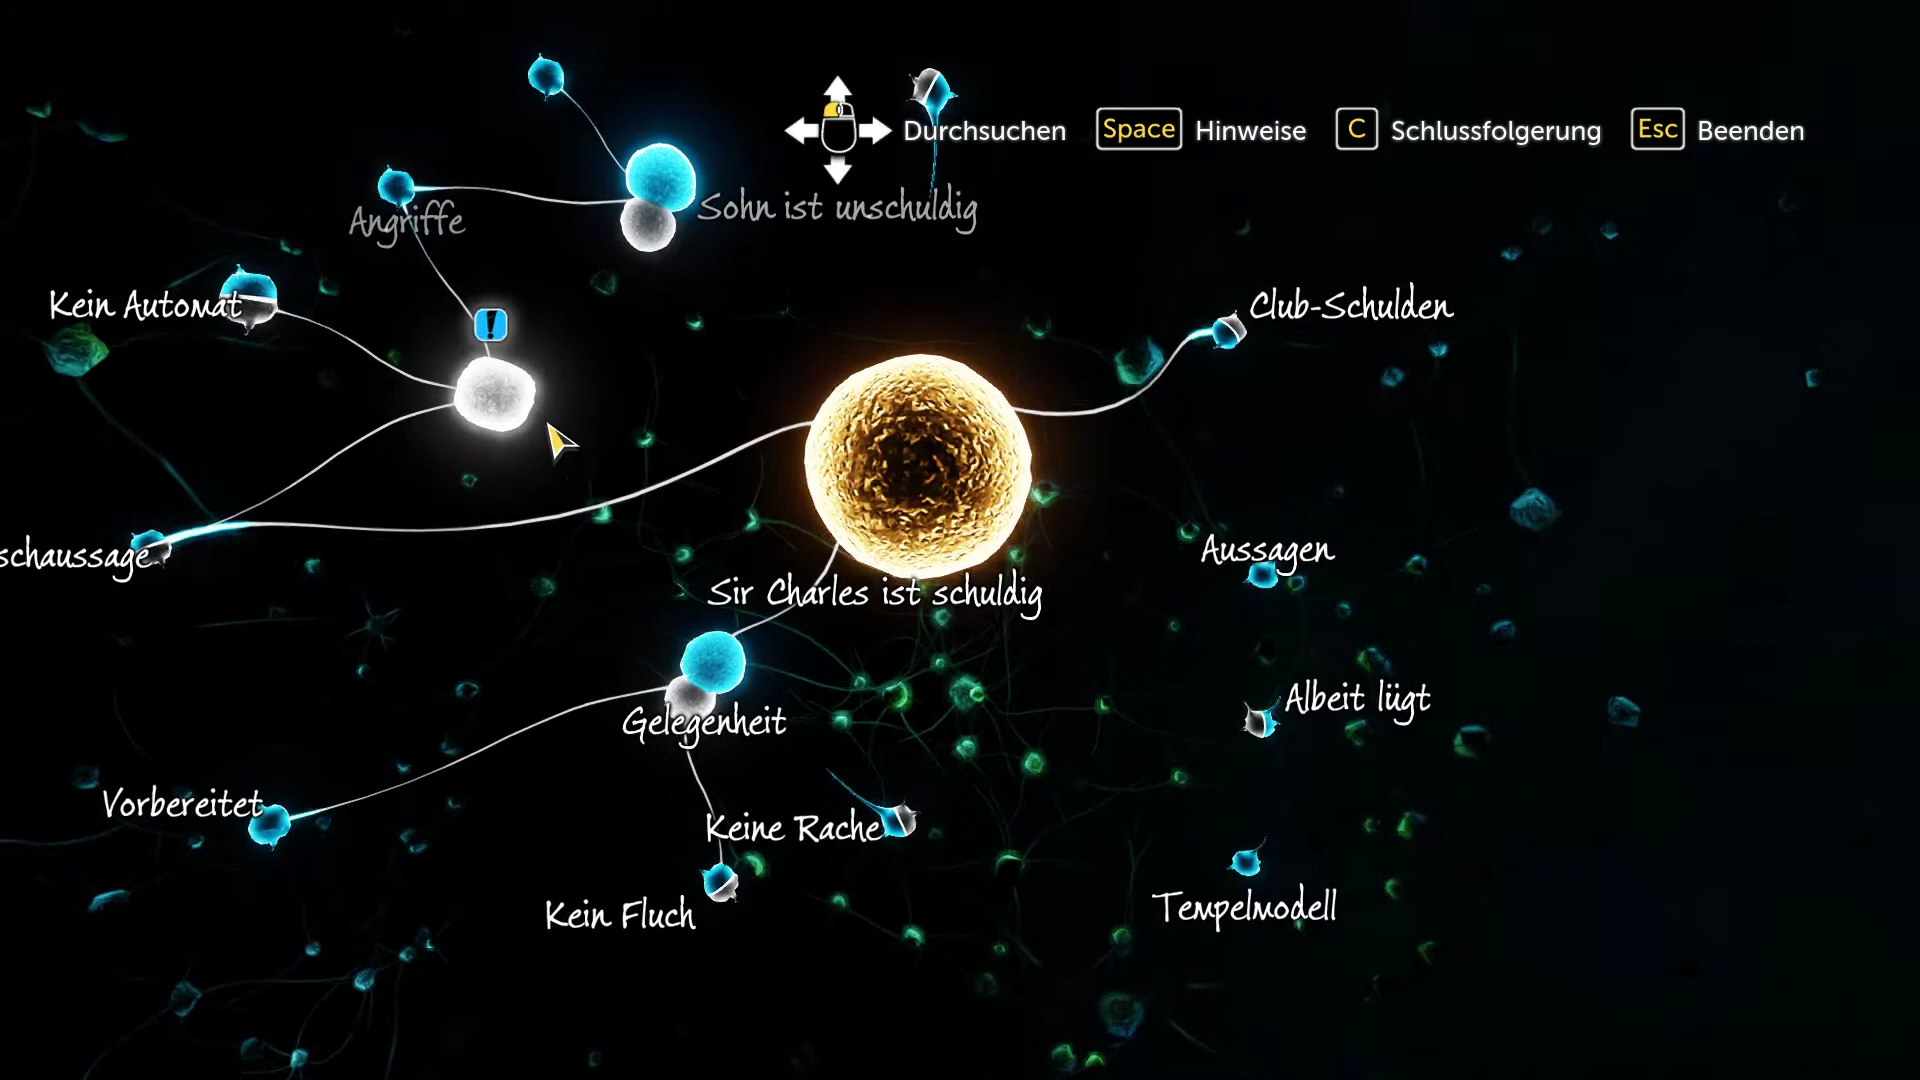 Durchsuchen
Space Hinweise
C Schlussfolgerung
Esc Beenden
Sohn ist unschuldig
Angriffe
Kein Automat
!
Club-Schulden
schaussage
Aussagen
Sir Charles ist schuldig
Albeit lügt
Gelegenheit
Vorbereitet
Keine Rache
Kein Fluch
Tempelmodell